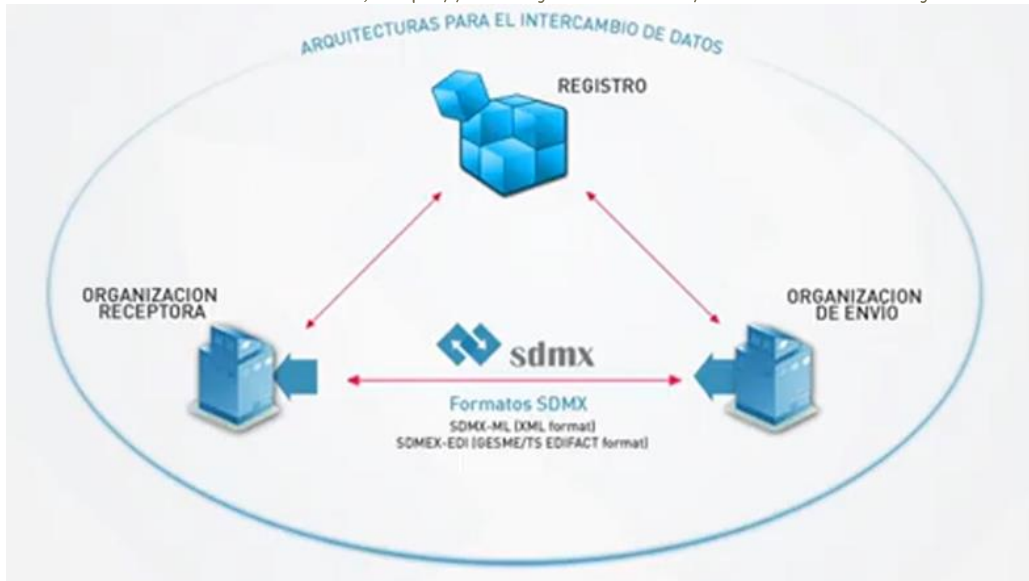 ARQUITECTURAS PARA EL INTERCAMBIO DE DATOS
REGISTRO
ORGANIZACION
RECEPTORA
ORGANIZACION
DE ENVIO
sdmx
Formatos SDMX
SDMX-ML (XML format)
SDMEX-EDI (GESME/TS EDIFACT format)